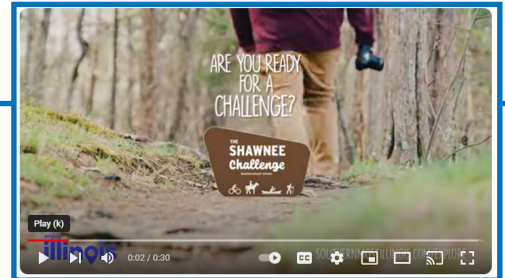 ARE YOU READY
FOR A
CHALLENGE?
THE
SHAWNEE
Challenge
Play (k)
illinois
0:02 / 0:30
CC